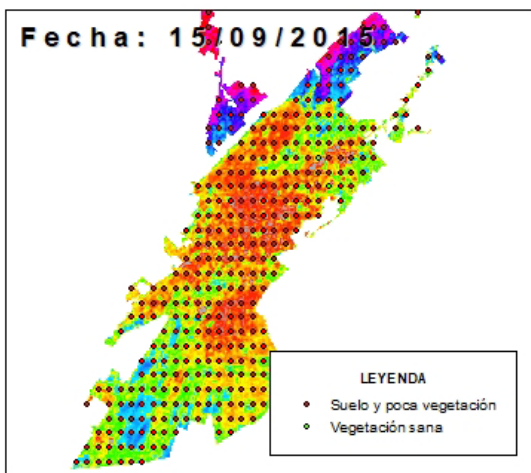 Fecha: 15/09/2015
LEYENDA
Suelo y poca vegetación
Vegetación sana